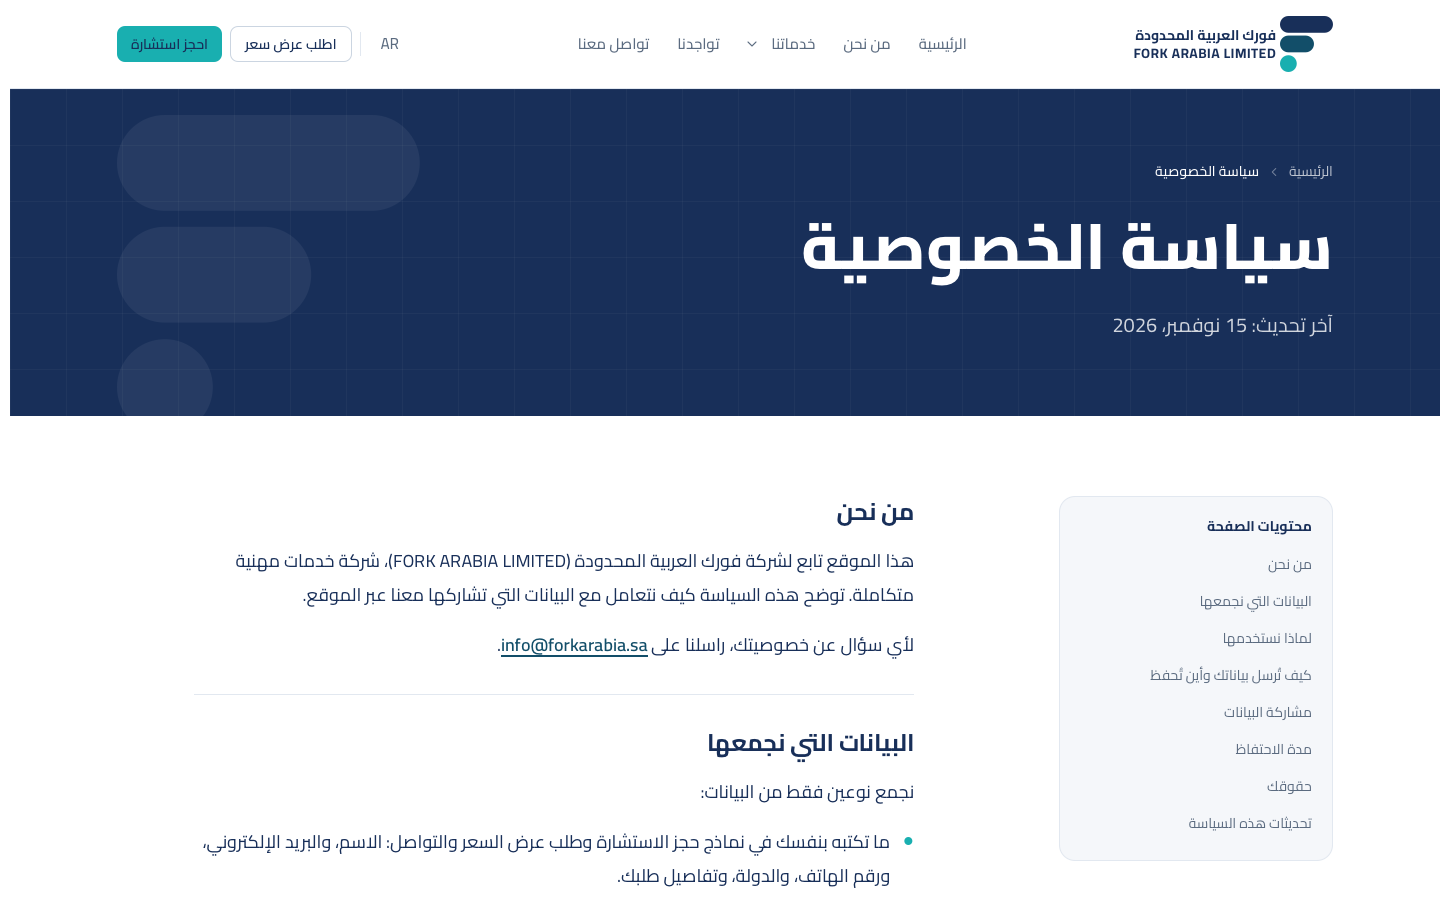 فورك العربية المحدودة
FORK ARABIA LIMITED
الرئيسية
من نحن
خدماتنا
تواجدنا
تواصل معنا
AR
اطلب عرض سعر
احجز استشارة
الرئيسية
سياسة الخصوصية
سياسة الخصوصية
آخر تحديث: 15 نوفمبر، 2026
محتويات الصفحة
من نحن
البيانات التي نجمعها
لماذا نستخدمها
كيف تُرسل بياناتك وأين تُحفظ
مشاركة البيانات
مدة الاحتفاظ
حقوقك
تحديثات هذه السياسة
من نحن
هذا الموقع تابع لشركة فورك العربية المحدودة (FORK ARABIA LIMITED)، شركة خدمات مهنية
متكاملة. توضح هذه السياسة كيف نتعامل مع البيانات التي تشاركها معنا عبر الموقع.
لأي سؤال عن خصوصيتك، راسلنا على info@forkarabia.sa.
البيانات التي نجمعها
نجمع نوعين فقط من البيانات:
ما تكتبه بنفسك في نماذج حجز الاستشارة وطلب عرض السعر والتواصل: الاسم، والبريد الإلكتروني،
ورقم الهاتف، والدولة، وتفاصيل طلبك.